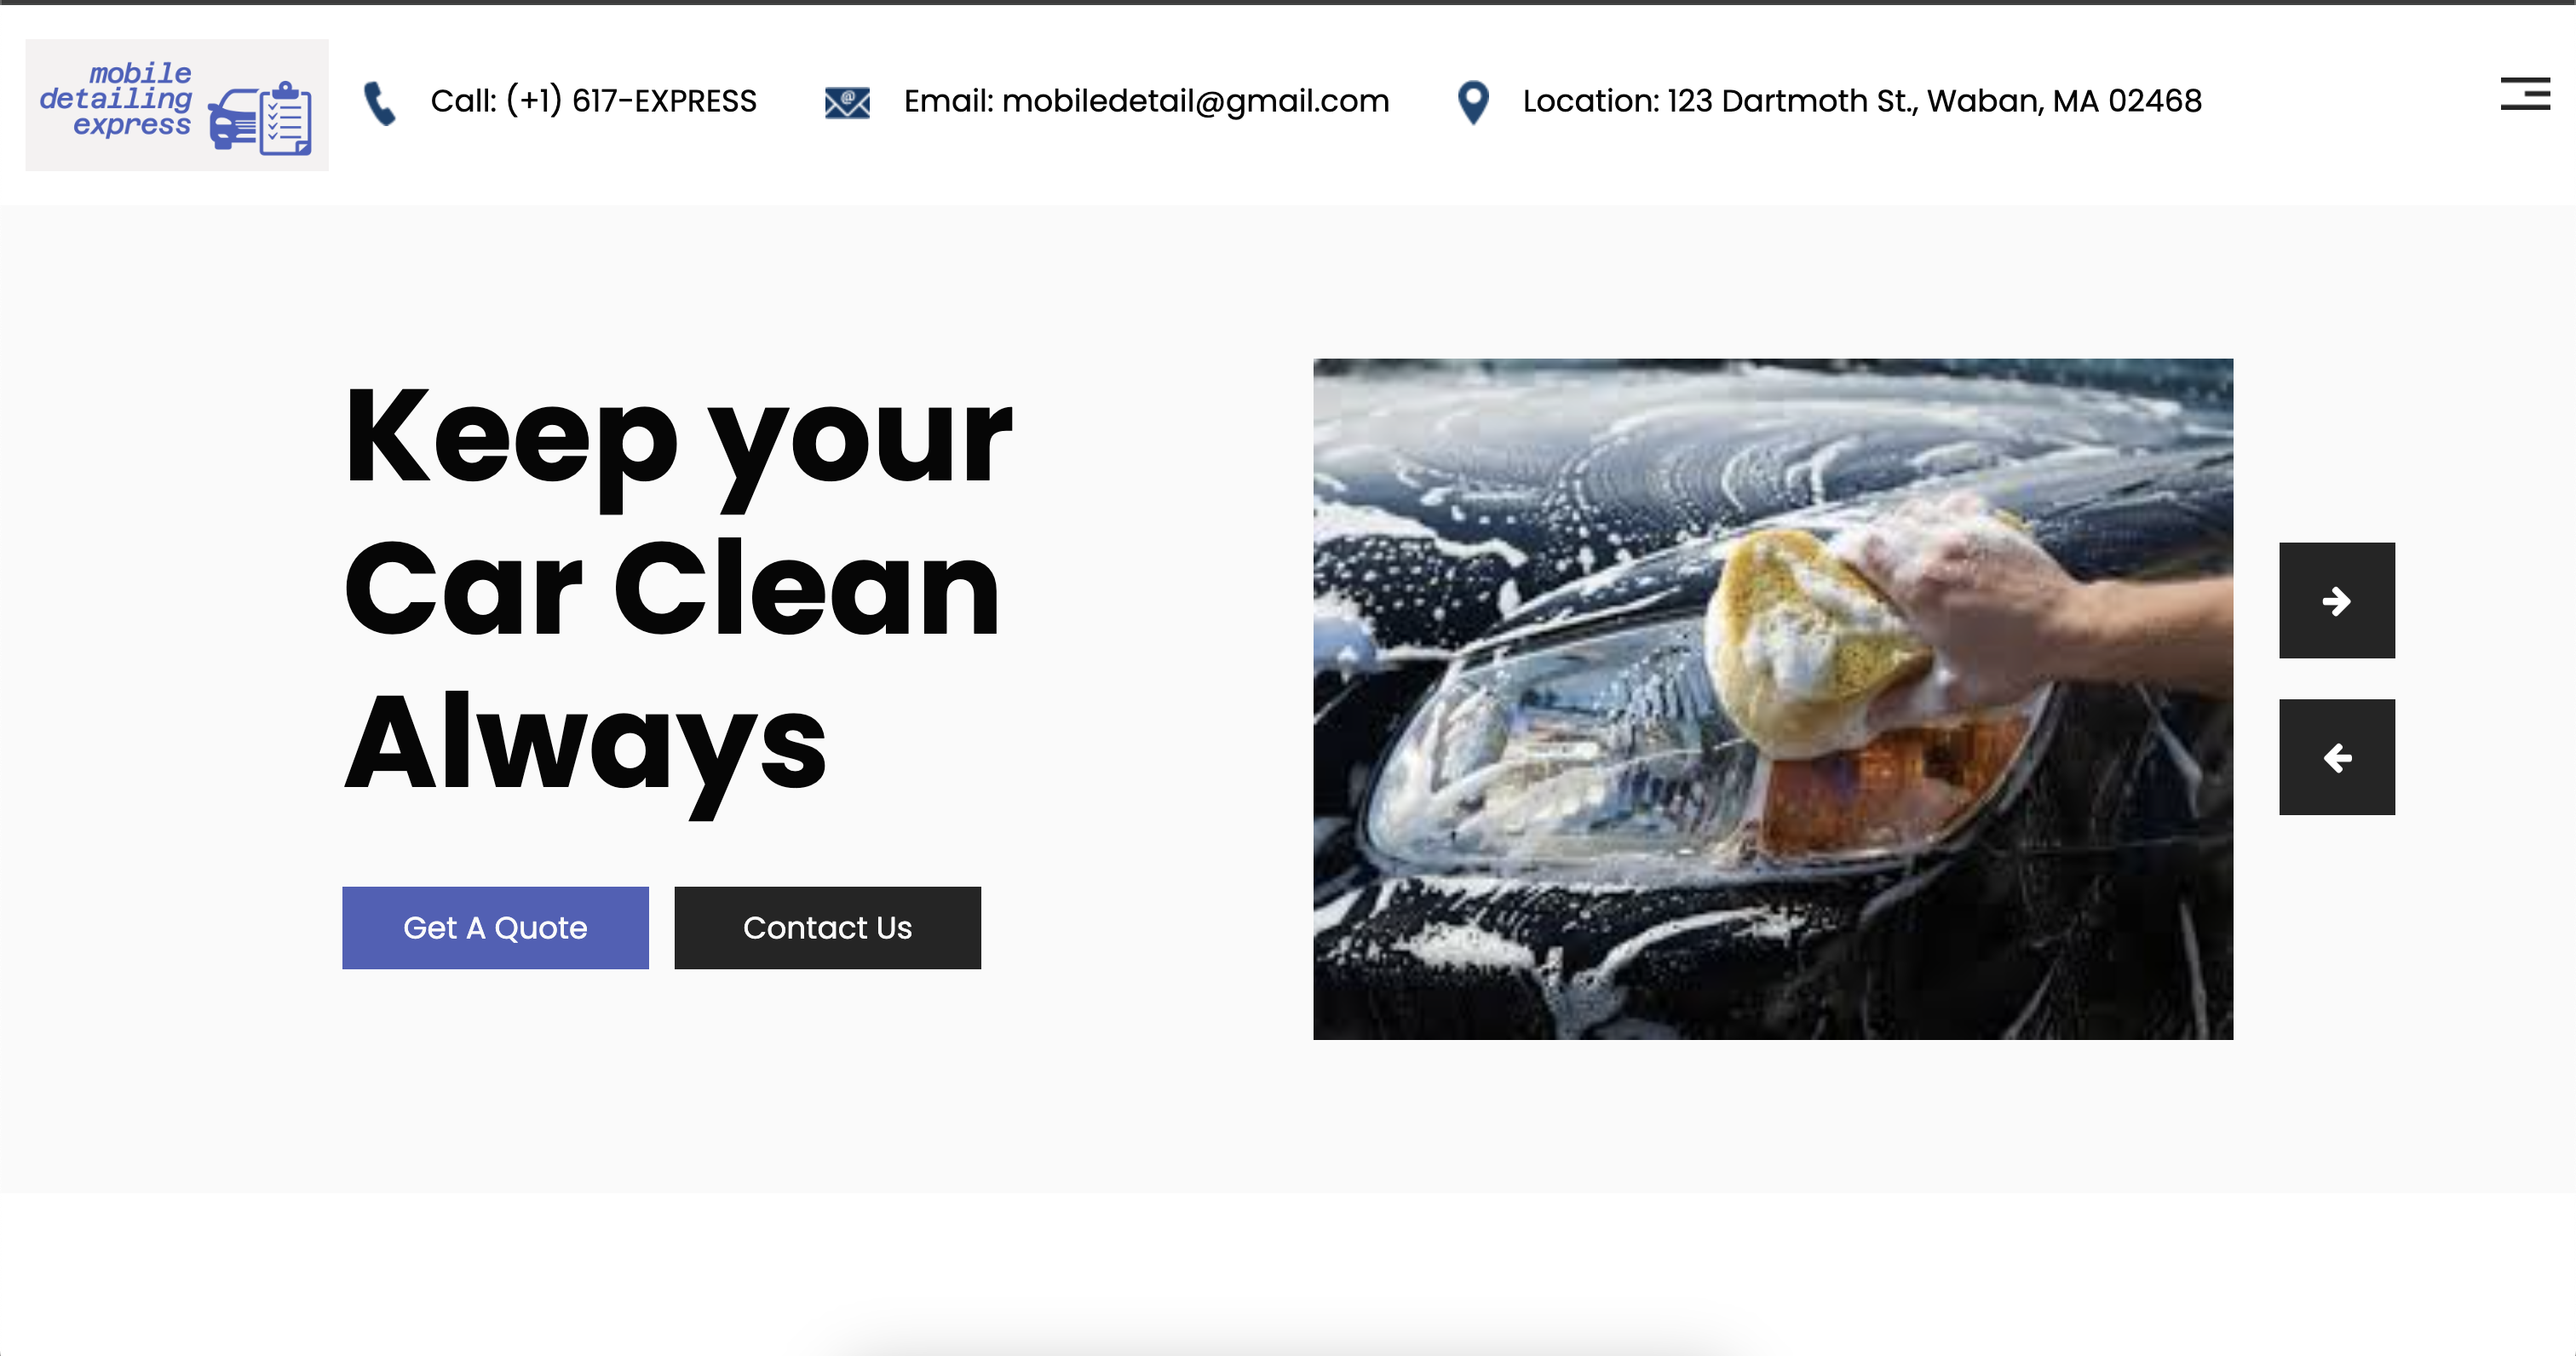 mobile
detailing
express
Call: (+1) 617-EXPRESS
Email: mobiledetail@gmail.com
Location: 123 Dartmoth St., Waban, MA 02468
Keep your
Car Clean
Always
Get A Quote
Contact Us